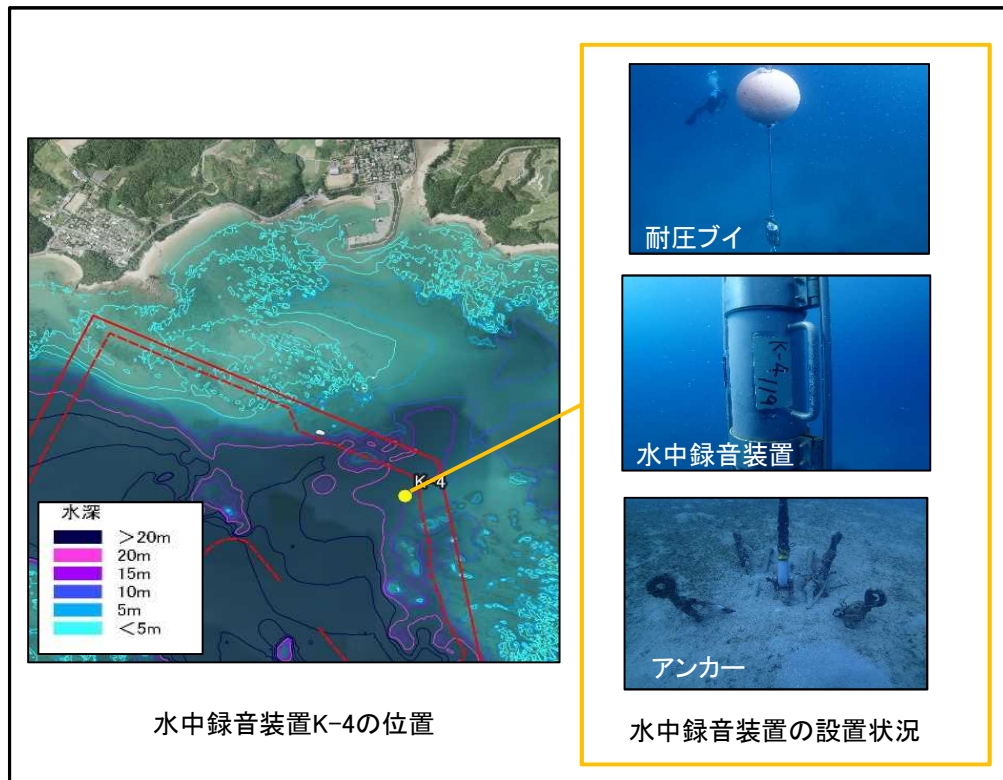 K-4
水深
＞20m
20m
15m
10m
5m
＜5m
水中録音装置K-4の位置
耐圧ブイ
K-4 119
水中録音装置
アンカー
水中録音装置の設置状況